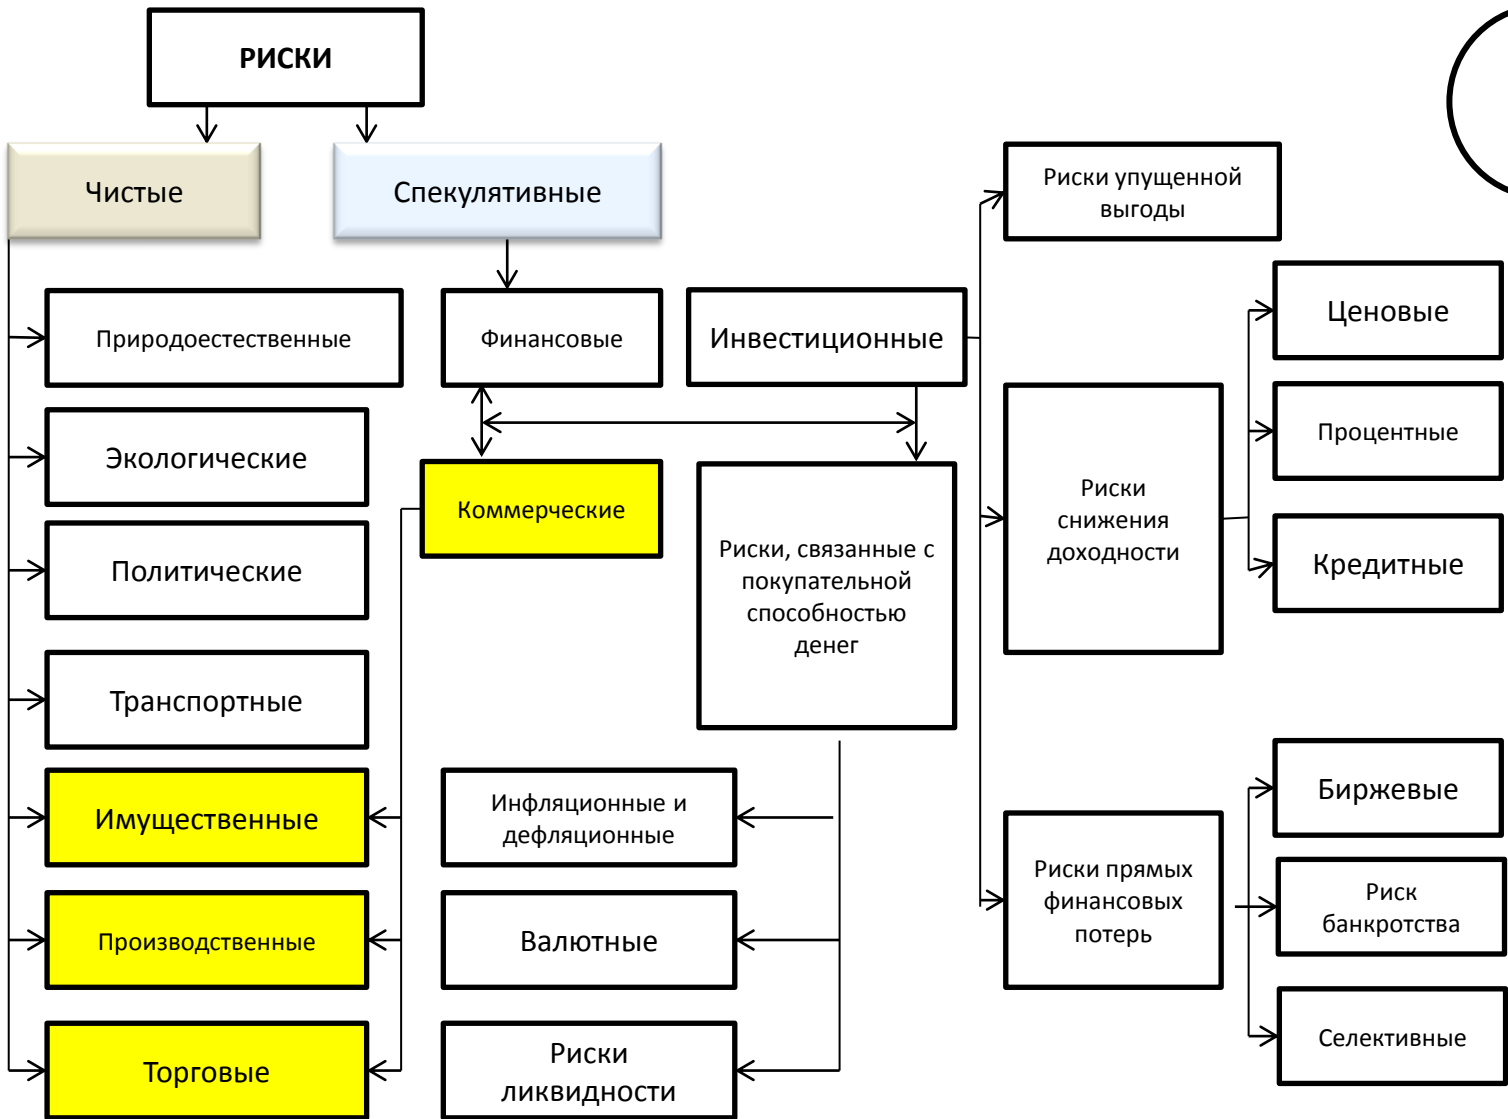 РИСКИ
Чистые
Спекулятивные
Риски упущенной
выгоды
Природоестественные
Финансовые
Инвестиционные
Ценовые
Экологические
Коммерческие
Процентные
Политические
Риски, связанные с
покупательной
способностью
денег
Риски
снижения
доходности
Кредитные
Транспортные
Имущественные
Инфляционные и
дефляционные
Биржевые
Производственные
Валютные
Риски прямых
финансовых
потерь
Риск
банкротства
Торговые
Риски
ликвидности
Селективные